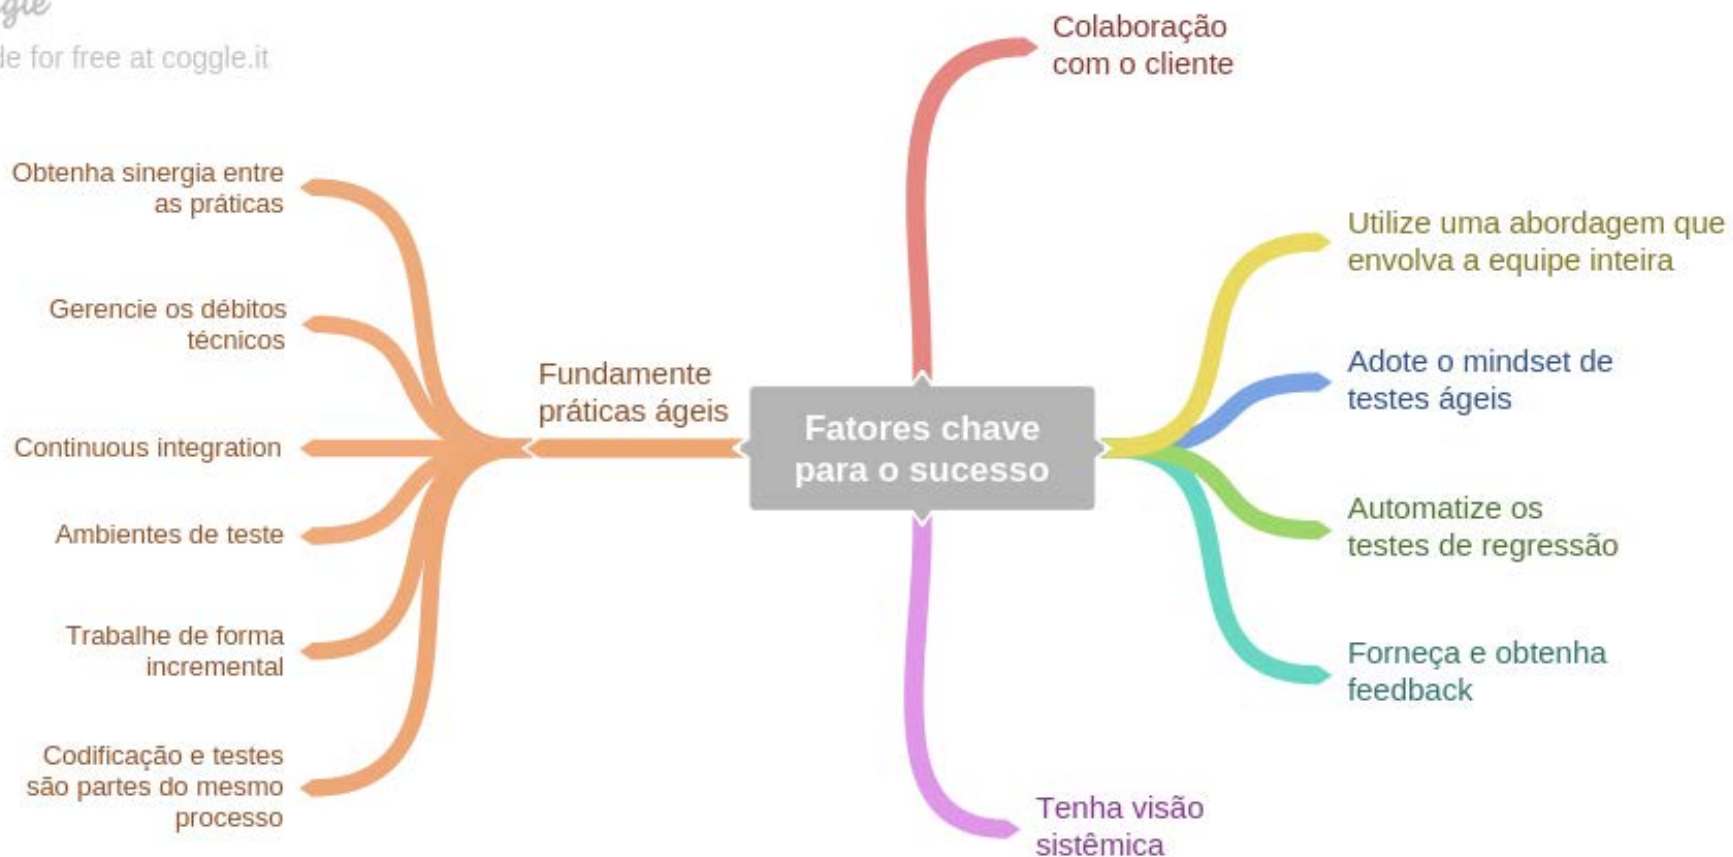 for free at coggle.it
Colaboração
com o cliente
Obtenha sinergia entre
as práticas
Gerencie os débitos
técnicos
Continuous integration
Ambientes de teste
Trabalhe de forma
incremental
Codificação e testes
são partes do mesmo
processo
Fundamente
práticas ágeis
Fatores chave
para o sucesso
Utilize uma abordagem que
envolva a equipe inteira
Adote o mindset de
testes ágeis
Automatize os
testes de regressão
Forneça e obtenha
feedback
Tenha visão
sistêmica